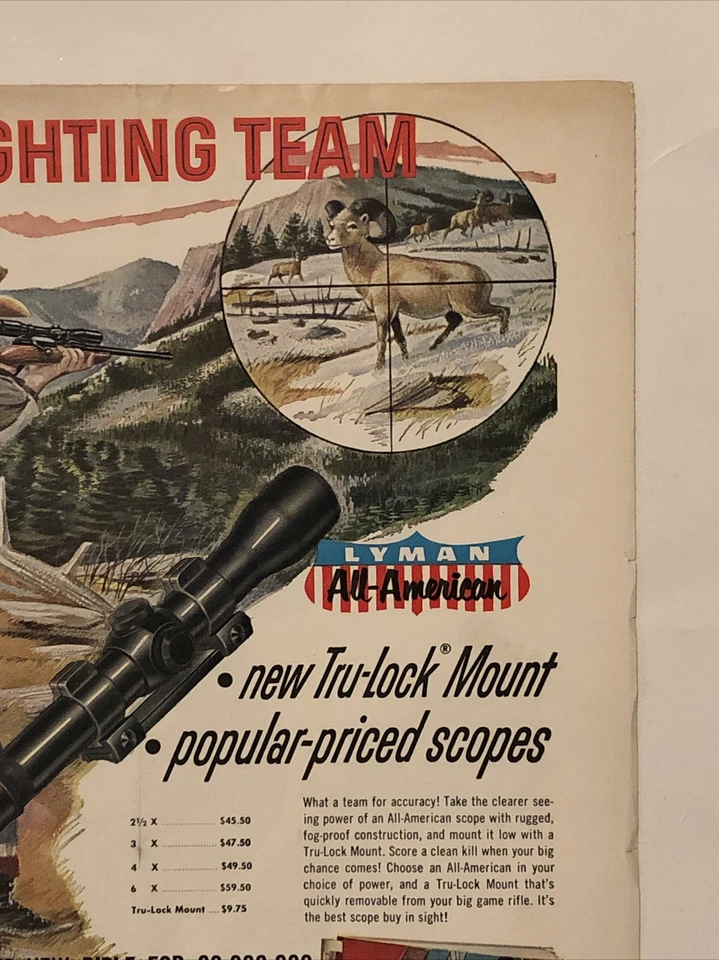 GHTING TEAM
LYMAN
All-American
• new Tru-Lock® Mount
• popular-priced scopes
2½ X ............... $45.50
3 X ............... $47.50
4 X ............... $49.50
6 X ............... $59.50
Tru-Lock Mount .... $9.75
What a team for accuracy! Take the clearer see-
ing power of an All-American scope with rugged,
fog-proof construction, and mount it low with a
Tru-Lock Mount. Score a clean kill when your big
chance comes! Choose an All-American in your
choice of power, and a Tru-Lock Mount that's
quickly removable from your big game rifle. It's
the best scope buy in sight!